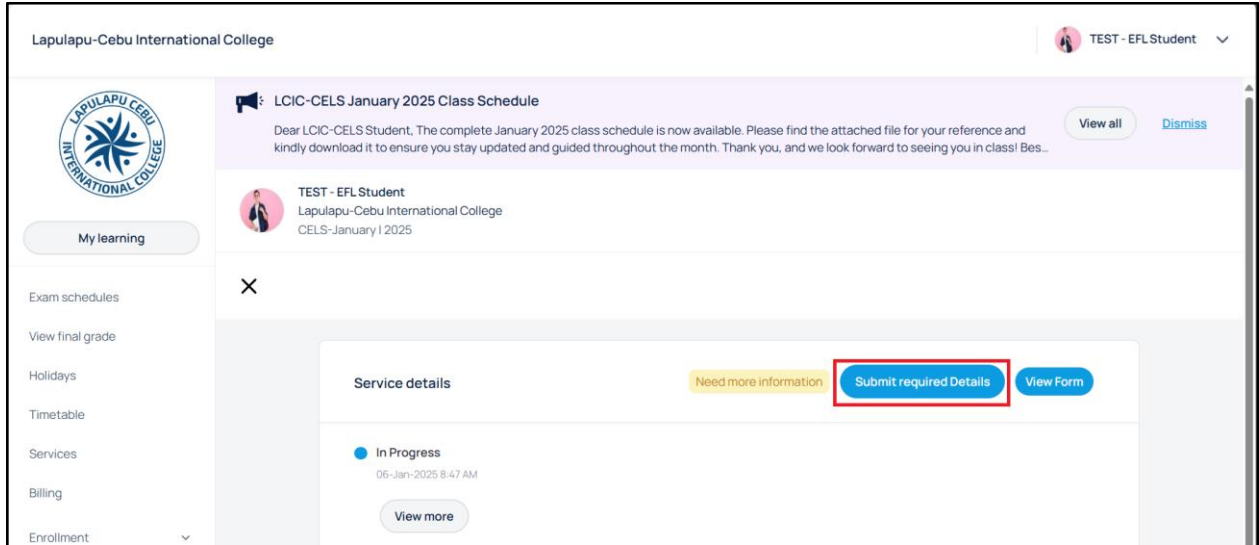 Lapulapu-Cebu International College
TEST - EFL Student
LAPULAPU CEBU
INTERNATIONAL COLLEGE
My learning
Exam schedules
View final grade
Holidays
Timetable
Services
Billing
Enrollment
LCIC-CELS January 2025 Class Schedule
Dear LCIC-CELS Student, The complete January 2025 class schedule is now available. Please find the attached file for your reference and
kindly download it to ensure you stay updated and guided throughout the month. Thank you, and we look forward to seeing you in class! Bes...
View all
Dismiss
TEST - EFL Student
Lapulapu-Cebu International College
CELS-January I 2025
Service details
Need more information
Submit required Details
View Form
In Progress
06-Jan-2025 8:47 AM
View more